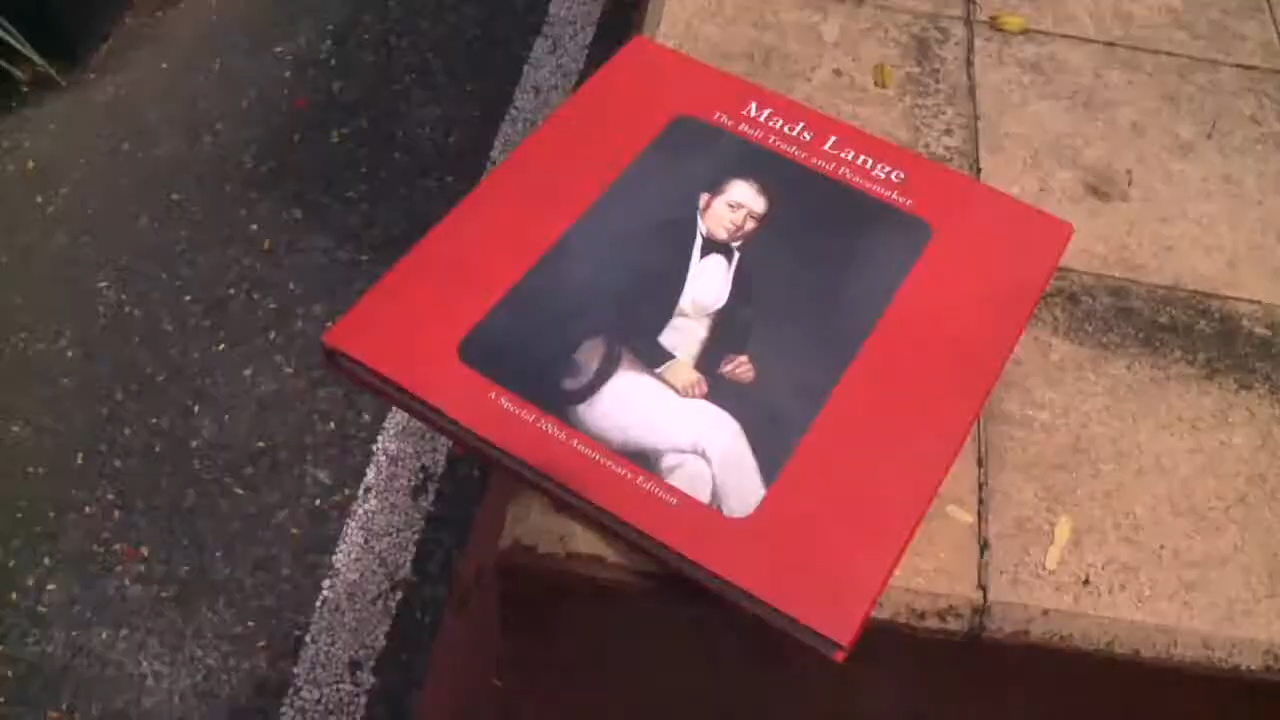 Mads Lange
The Bali Trader and Peacemaker
A Special 200th Anniversary Edition